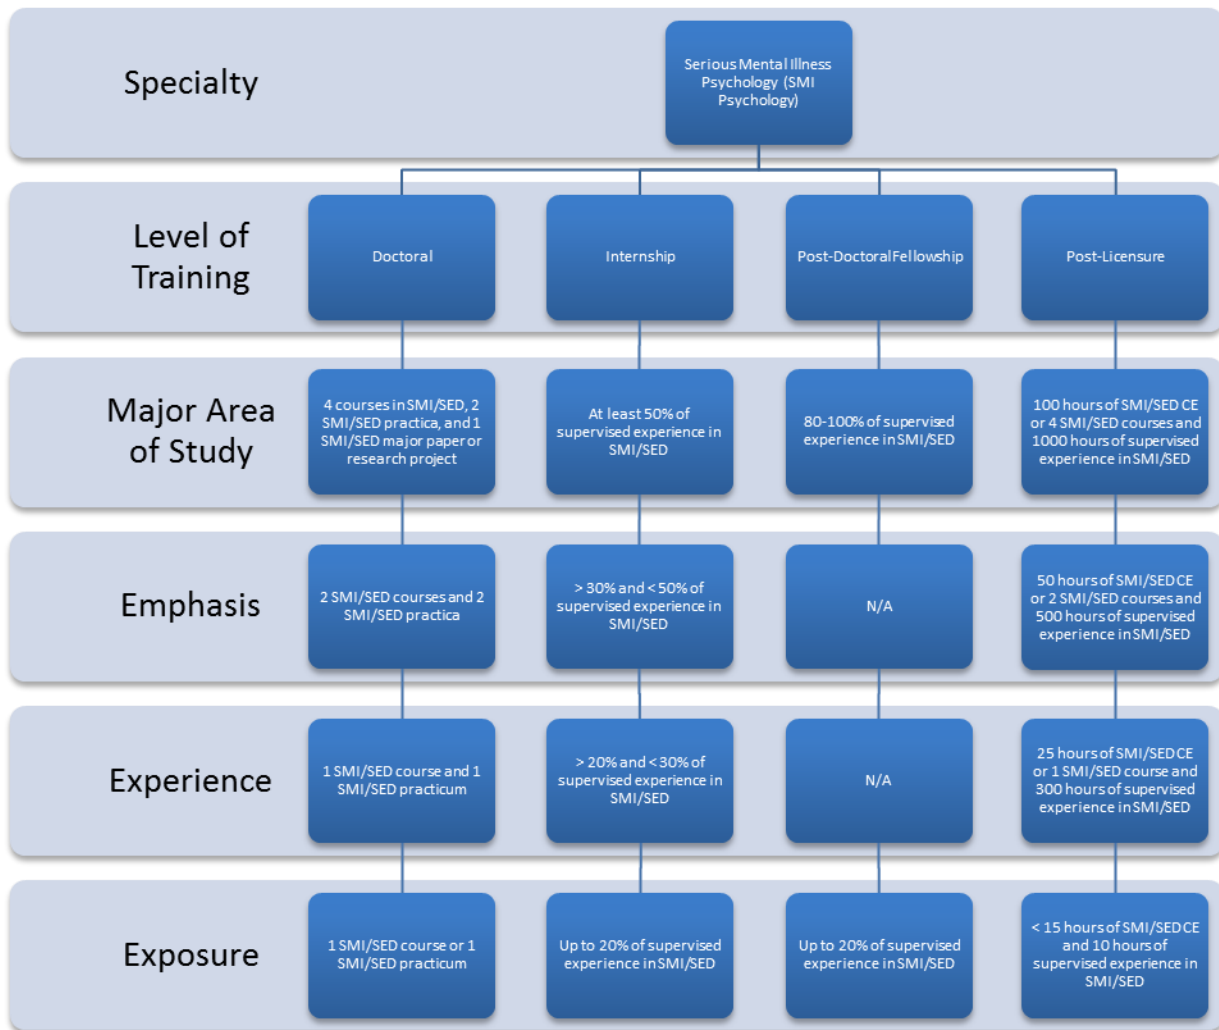 Specialty
Serious Mental Illness
Psychology (SMI
Psychology)
Level of
Training
Doctoral
Internship
Post-Doctoral Fellowship
Post-Licensure
Major Area
of Study
4 courses in SMI/SED, 2
SMI/SED practica, and 1
SMI/SED major paper or
research project
At least 50% of
supervised experience in
SMI/SED
80-100% of supervised
experience in SMI/SED
100 hours of SMI/SED CE
or 4 SMI/SED courses and
1000 hours of supervised
experience in SMI/SED
Emphasis
2 SMI/SED courses and 2
SMI/SED practica
> 30% and < 50% of
supervised experience in
SMI/SED
N/A
50 hours of SMI/SED CE
or 2 SMI/SED courses and
500 hours of supervised
experience in SMI/SED
Experience
1 SMI/SED course and 1
SMI/SED practicum
> 20% and < 30% of
supervised experience in
SMI/SED
N/A
25 hours of SMI/SED CE
or 1 SMI/SED course and
300 hours of supervised
experience in SMI/SED
Exposure
1 SMI/SED course or 1
SMI/SED practicum
Up to 20% of supervised
experience in SMI/SED
Up to 20% of supervised
experience in SMI/SED
< 15 hours of SMI/SED CE
and 10 hours of
supervised experience in
SMI/SED